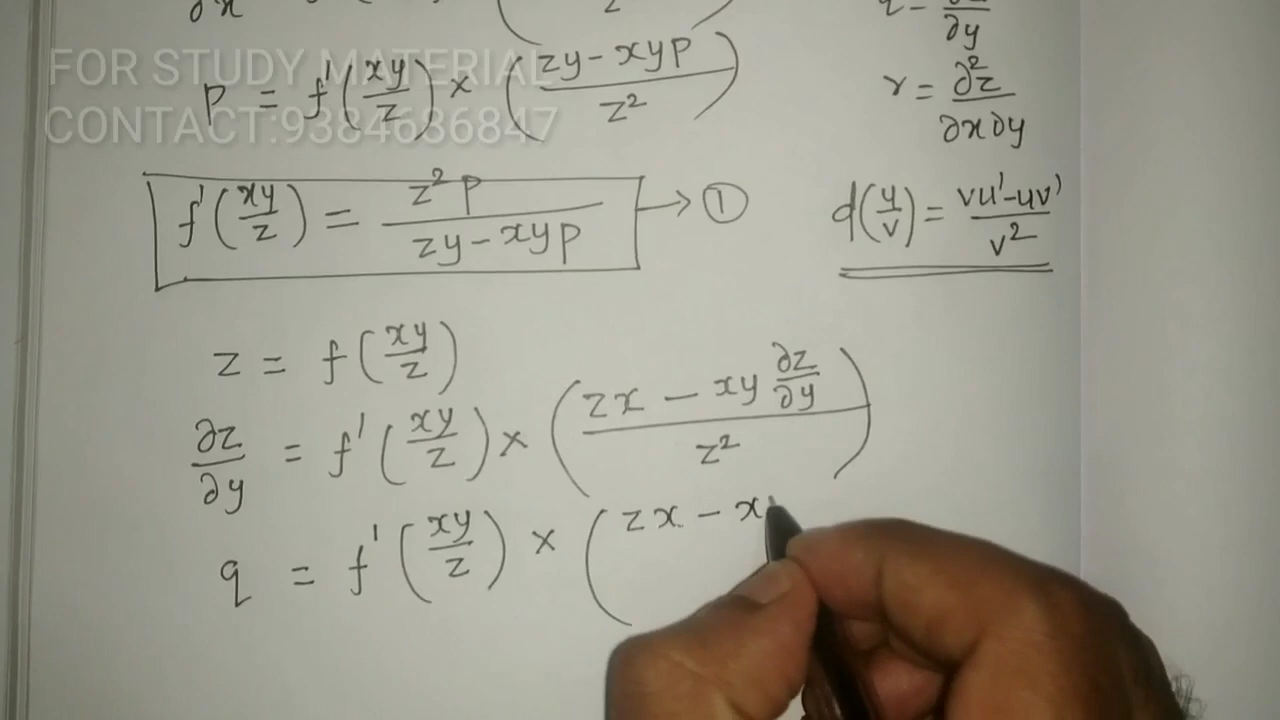 ∂x
z
FOR STUDY MATERIAL
p = f'(xy/z) × (zy - xyp / z²)
CONTACT:9384686847
f'(xy/z) = z²p / zy - xyp → ①
z = f(xy/z)
∂z/∂y = f'(xy/z) × (zx - xy ∂z/∂y / z²)
q = f'(xy/z) × (zx - x
∂y
r = ∂²z/∂x∂y
d(u/v) = vu' - uv' / v²